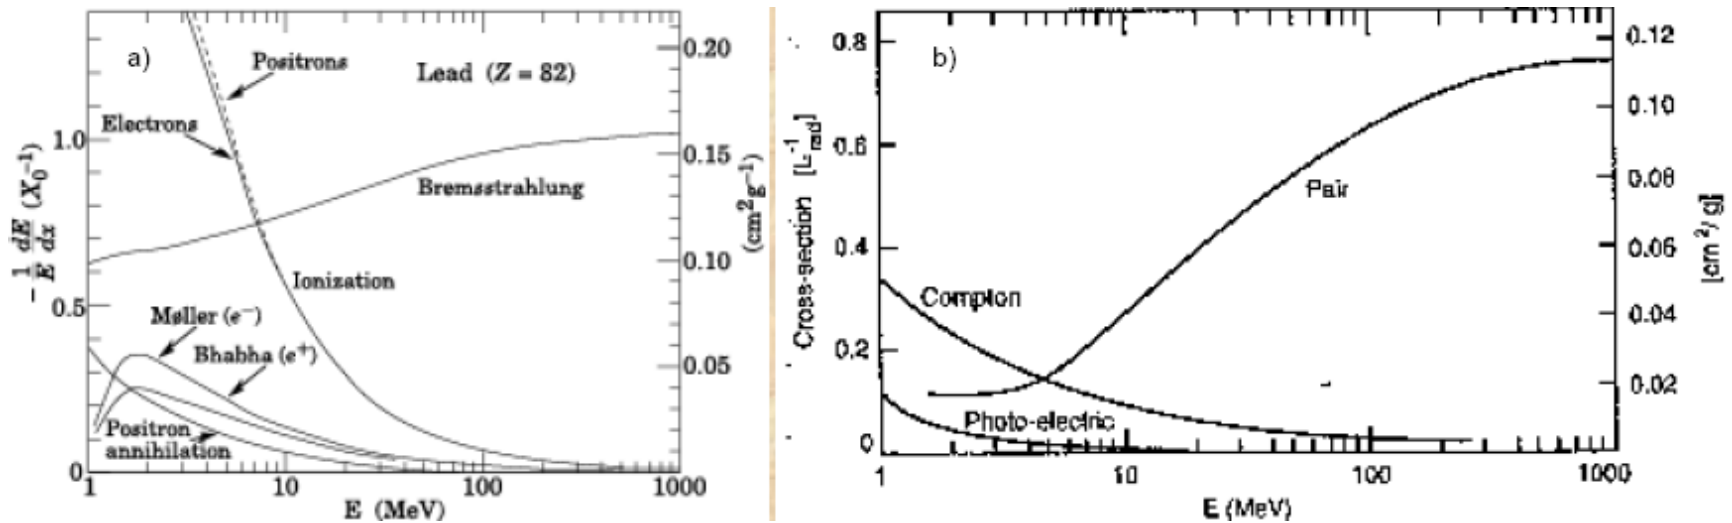 a)
Positrons
Lead (Z = 82)
Electrons
Bremsstrahlung
Ionization
Møller (e⁻)
Bhabha (e⁺)
Positron
annihilation
1.0
0.5
0
− 1/E dE/dx (X₀⁻¹)
0.20
0.15
0.10
0.05
(cm²g⁻¹)
1 10 100 1000
E (MeV)
b)
0.8
0.6
0.4
0.2
0
Cross-section [L⁻¹rad]
Pair
Compton
Photo-electric
0.12
0.10
0.08
0.06
0.04
0.02
[cm²/g]
1 10 100 1000
E (MeV)